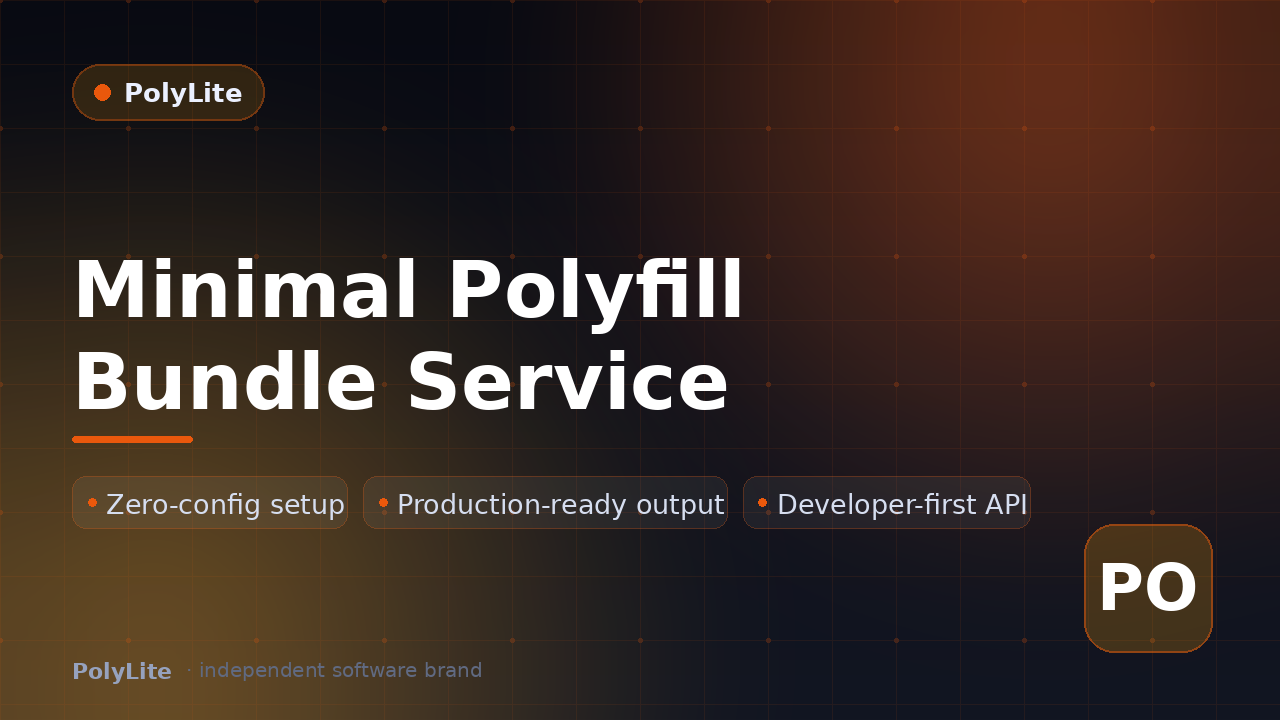 PolyLite
Minimal Polyfill
Bundle Service
Zero-config setup
Production-ready output
Developer-first API
PO
PolyLite · independent software brand